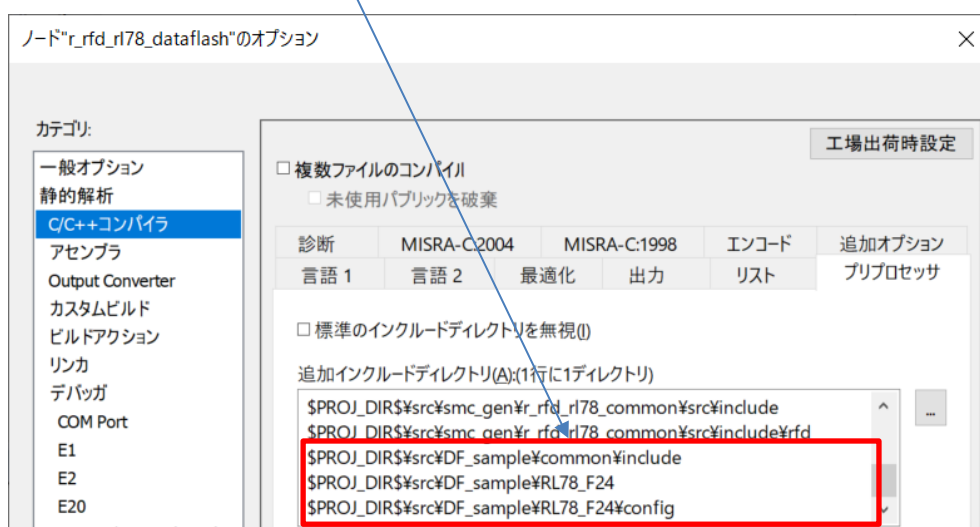 ノード"r_rfd_rl78_dataflash"のオプション
カテゴリ:
一般オプション
静的解析
C/C++コンパイラ
アセンブラ
Output Converter
カスタムビルド
ビルドアクション
リンカ
デバッガ
COM Port
E1
E2
E20
工場出荷時設定
複数ファイルのコンパイル
未使用パブリックを破棄
診断 MISRA-C:2004 MISRA-C:1998 エンコード 追加オプション
言語 1 言語 2 最適化 出力 リスト プリプロセッサ
標準のインクルードディレクトリを無視(I)
追加インクルードディレクトリ(A):(1行に1ディレクトリ)
$PROJ_DIR$¥src¥smc_gen¥r_rfd_rl78_common¥src¥include
$PROJ_DIR$¥src¥smc_gen¥r_rfd_rl78_common¥src¥include¥rfd
$PROJ_DIR$¥src¥DF_sample¥common¥include
$PROJ_DIR$¥src¥DF_sample¥RL78_F24
$PROJ_DIR$¥src¥DF_sample¥RL78_F24¥config
...